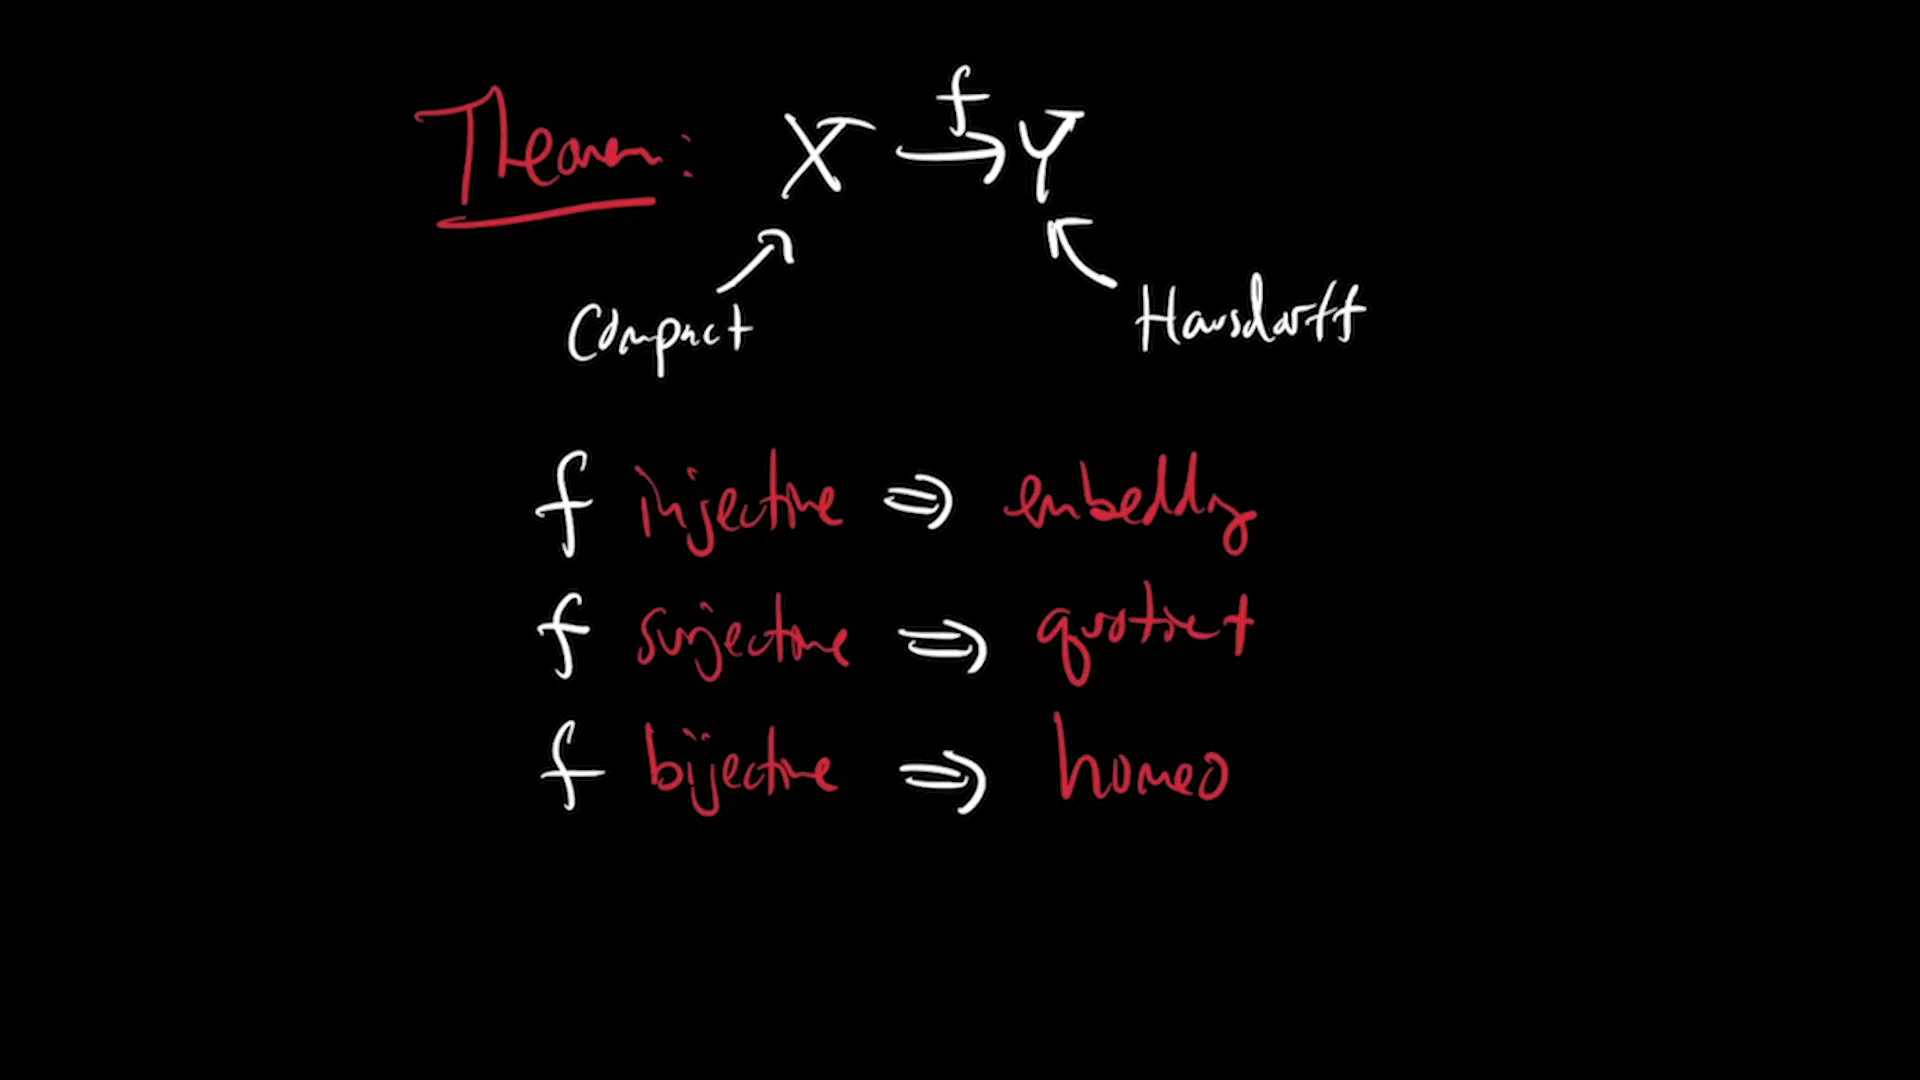 Theorem: X →f Y
Compact Hausdorff
f injective ⇒ embedding
f surjective ⇒ quotient
f bijective ⇒ homeo